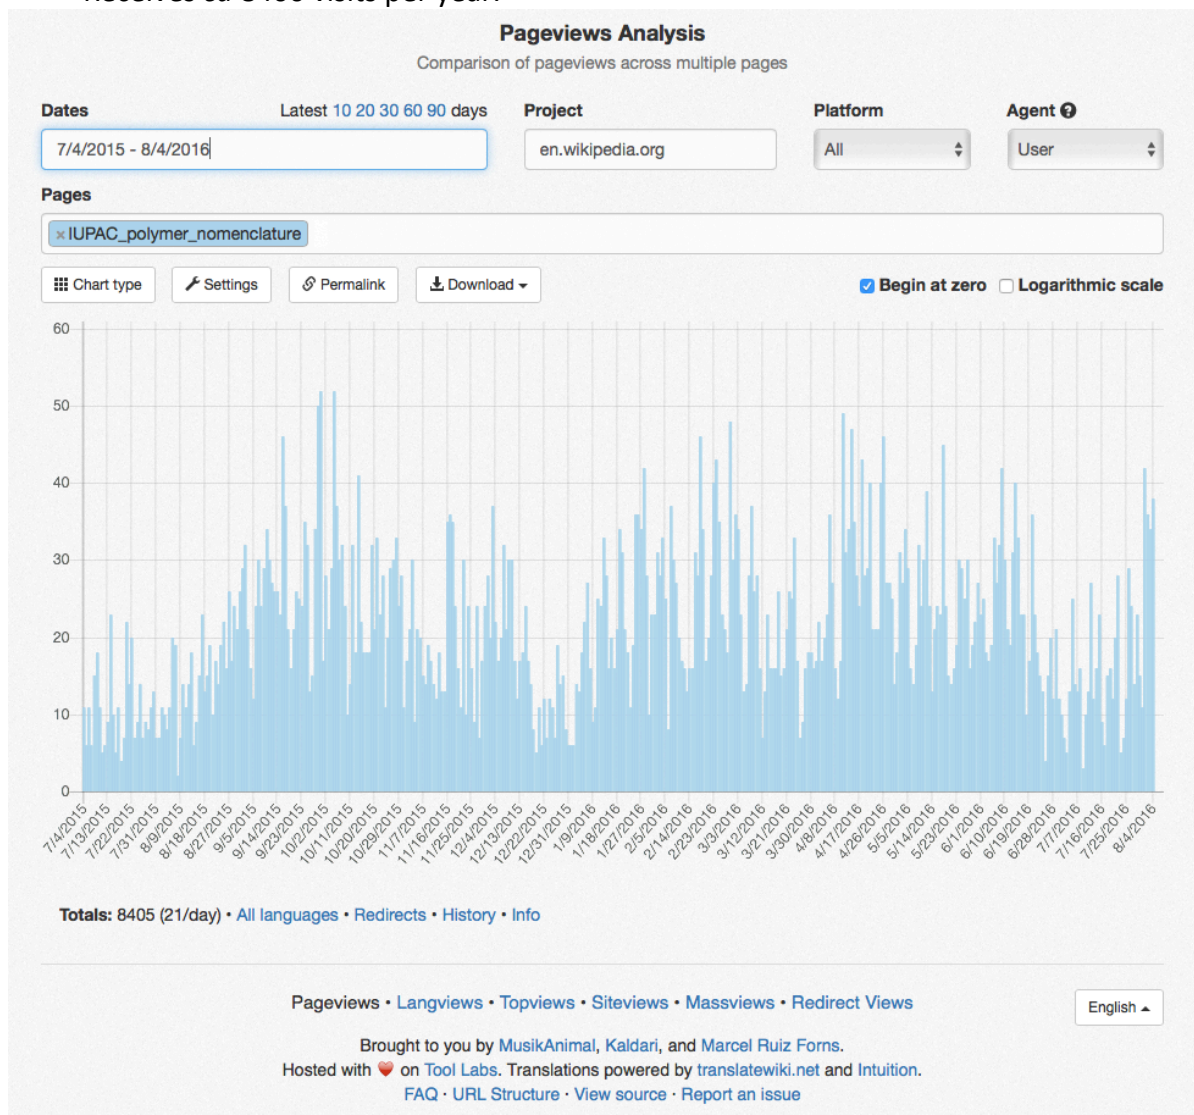 Receives ca 8400 visits per year.
Pageviews Analysis
Comparison of pageviews across multiple pages
Dates Latest 10 20 30 60 90 days Project Platform Agent
7/4/2015 - 8/4/2016 en.wikipedia.org All User
Pages
× IUPAC_polymer_nomenclature
Chart type Settings Permalink Download Begin at zero Logarithmic scale
60
50
40
30
20
10
0
7/4/2015 7/13/2015 7/22/2015 7/31/2015 8/9/2015 8/18/2015 8/27/2015 9/5/2015 9/14/2015 9/23/2015 10/2/2015 10/11/2015 10/20/2015 10/29/2015 11/7/2015 11/16/2015 11/25/2015 12/4/2015 12/13/2015 12/22/2015 12/31/2015 1/9/2016 1/18/2016 1/27/2016 2/5/2016 2/14/2016 2/23/2016 3/3/2016 3/12/2016 3/21/2016 3/30/2016 4/8/2016 4/17/2016 4/26/2016 5/5/2016 5/14/2016 5/23/2016 6/1/2016 6/10/2016 6/19/2016 6/28/2016 7/7/2016 7/16/2016 7/25/2016 8/4/2016
Totals: 8405 (21/day) • All languages • Redirects • History • Info
Pageviews • Langviews • Topviews • Siteviews • Massviews • Redirect Views
English
Brought to you by MusikAnimal, Kaldari, and Marcel Ruiz Forns.
Hosted with ❤ on Tool Labs. Translations powered by translatewiki.net and Intuition.
FAQ · URL Structure · View source · Report an issue